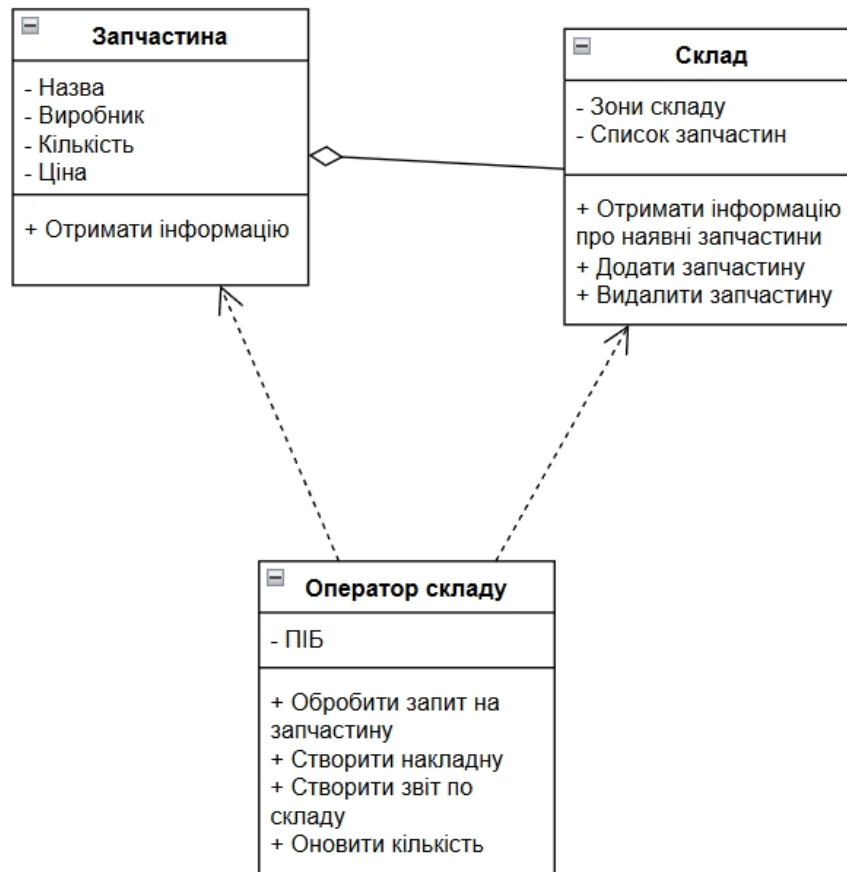 Запчастина
- Назва
- Виробник
- Кількість
- Ціна
+ Отримати інформацію
Склад
- Зони складу
- Список запчастин
+ Отримати інформацію
про наявні запчастини
+ Додати запчастину
+ Видалити запчастину
Оператор складу
- ПІБ
+ Обробити запит на
запчастину
+ Створити накладну
+ Створити звіт по
складу
+ Оновити кількість